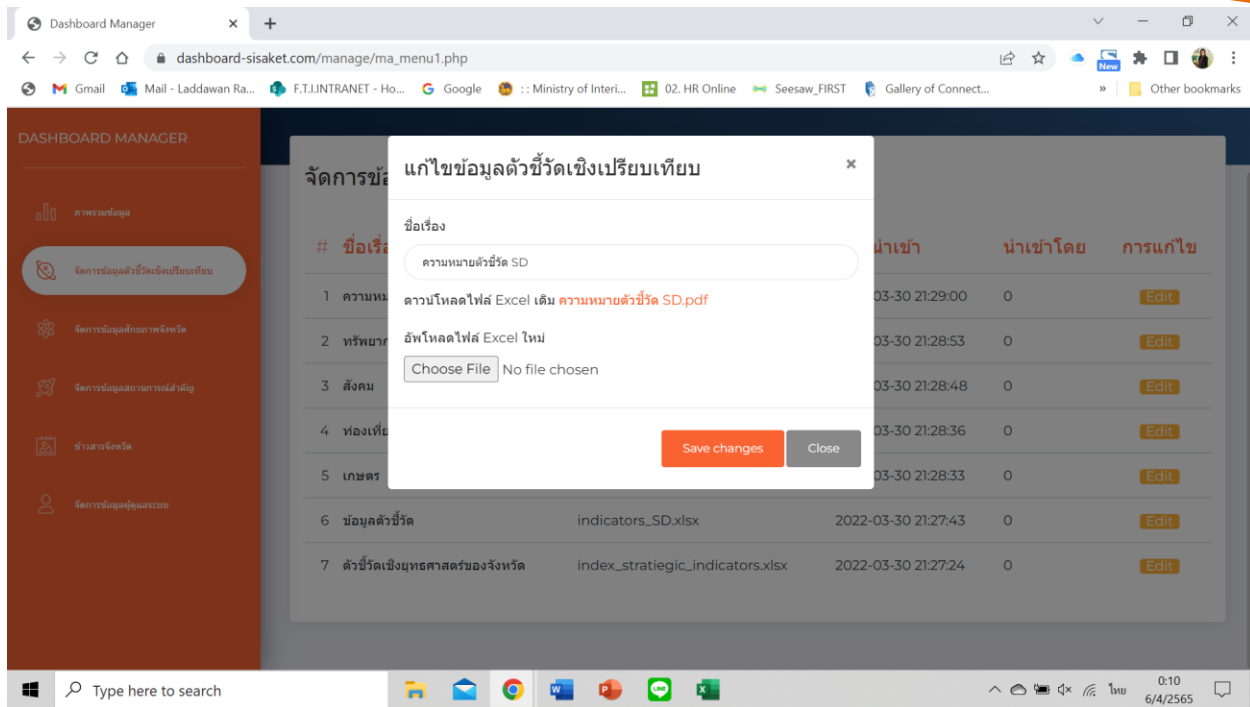 Dashboard Manager
dashboard-sisaket.com/manage/ma_menu1.php
New
Gmail Mail - Laddawan Ra... F.T.I.INTRANET - Ho... Google :: Ministry of Interi... 02. HR Online Seesaw_FIRST Gallery of Connect... » Other bookmarks
DASHBOARD MANAGER
ภาพรวมข้อมูล
จัดการข้อมูลตัวชี้วัดเชิงเปรียบเทียบ
จัดการข้อมูลศักยภาพจังหวัด
จัดการข้อมูลสถานการณ์สำคัญ
ข่าวสารจังหวัด
จัดการข้อมูลผู้ดูแลระบบ
จัดการข้อ
แก้ไขข้อมูลตัวชี้วัดเชิงเปรียบเทียบ ×
ชื่อเรื่อง
ความหมายตัวชี้วัด SD
ดาวน์โหลดไฟล์ Excel เดิม ความหมายตัวชี้วัด SD.pdf
อัพโหลดไฟล์ Excel ใหม่
Choose File No file chosen
Save changes Close
# ชื่อเรื่อ นำเข้า นำเข้าโดย การแก้ไข
1 ความหม 03-30 21:29:00 0 Edit
2 ทรัพยาก 03-30 21:28:53 0 Edit
3 สังคม 03-30 21:28:48 0 Edit
4 ท่องเที่ย 03-30 21:28:36 0 Edit
5 เกษตร 03-30 21:28:33 0 Edit
6 ข้อมูลตัวชี้วัด indicators_SD.xlsx 2022-03-30 21:27:43 0 Edit
7 ตัวชี้วัดเชิงยุทธศาสตร์ของจังหวัด index_stratiegic_indicators.xlsx 2022-03-30 21:27:24 0 Edit
Type here to search
ไทย
0:10
6/4/2565